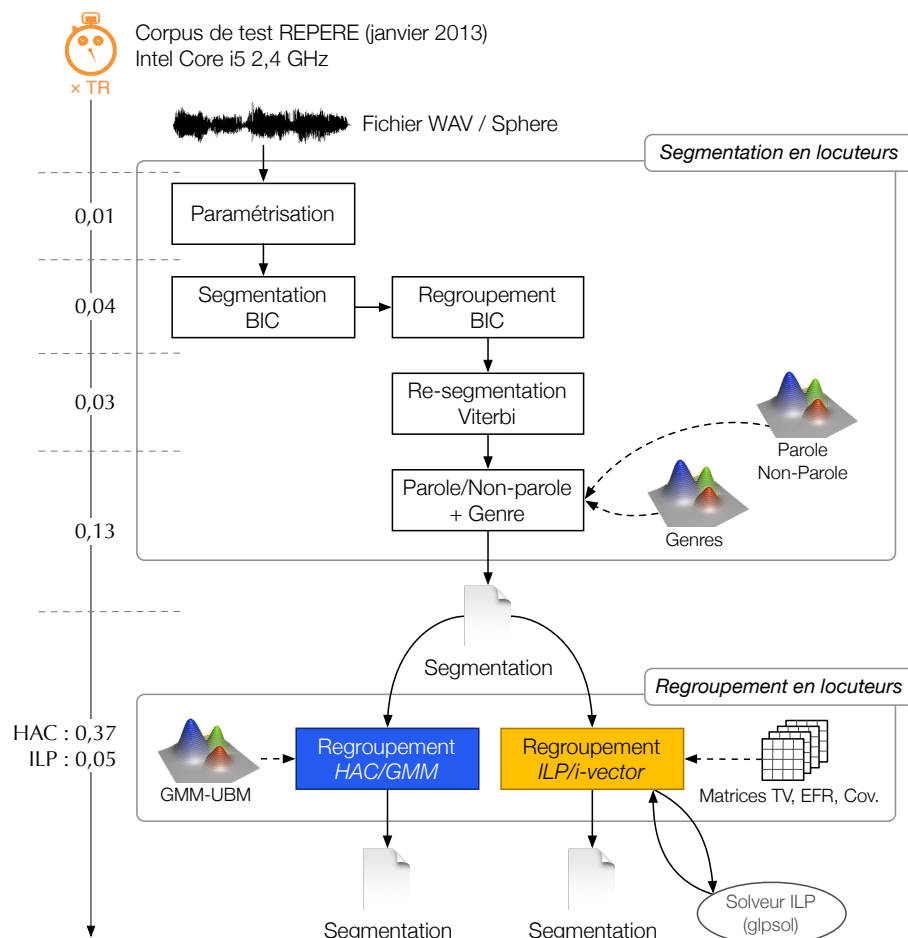 Corpus de test REPERE (janvier 2013)
Intel Core i5 2,4 GHz
× TR
Fichier WAV / Sphere
Segmentation en locuteurs
0,01
Paramétrisation
0,04
Segmentation
BIC
Regroupement
BIC
0,03
Re-segmentation
Viterbi
Parole
Non-Parole
0,13
Parole/Non-parole
+ Genre
Genres
Segmentation
Regroupement en locuteurs
HAC : 0,37
ILP : 0,05
GMM-UBM
Regroupement
HAC/GMM
Regroupement
ILP/i-vector
Matrices TV, EFR, Cov.
Solveur ILP
(glpsol)
Segmentation
Segmentation